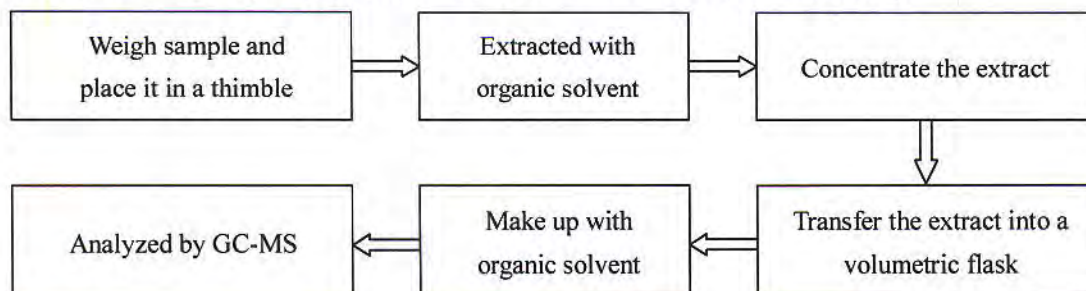 Weigh sample and
place it in a thimble
Extracted with
organic solvent
Concentrate the extract
Transfer the extract into a
volumetric flask
Make up with
organic solvent
Analyzed by GC-MS